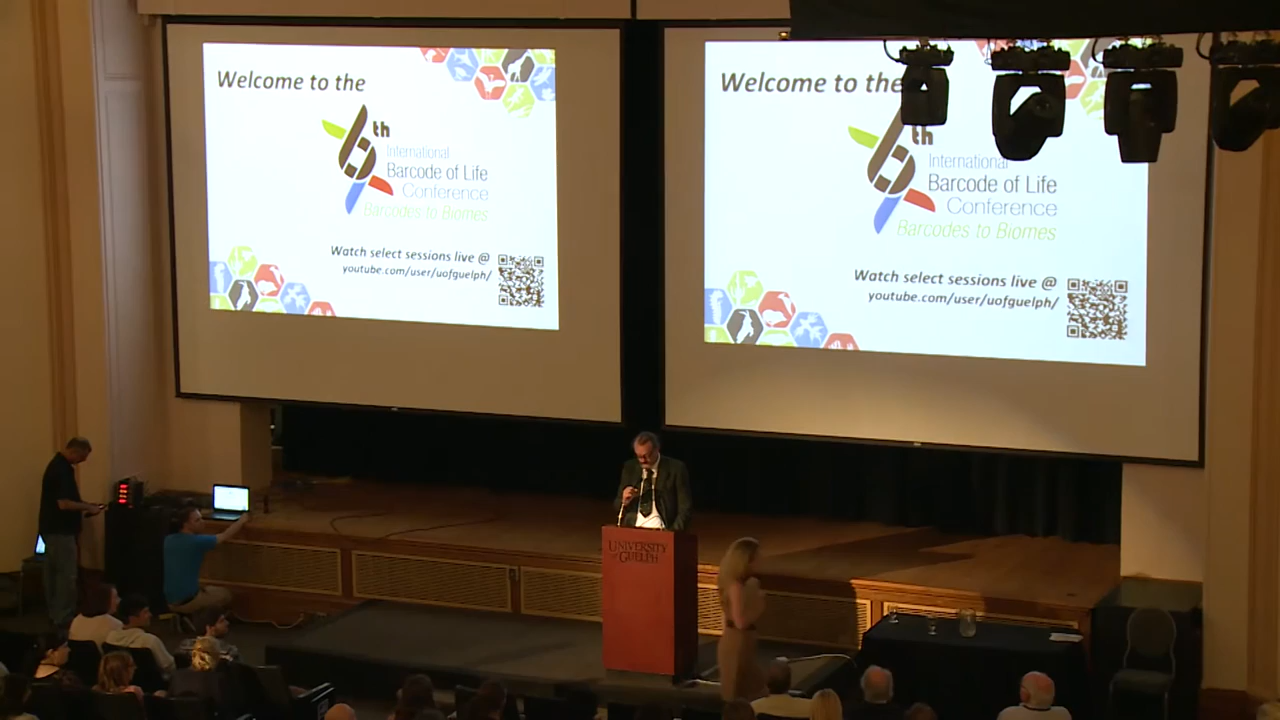 Welcome to the
6th
International
Barcode of Life
Conference
Barcodes to Biomes
Watch select sessions live @
youtube.com/user/uofguelph/
Welcome to the
6th
International
Barcode of Life
Conference
Barcodes to Biomes
Watch select sessions live @
youtube.com/user/uofguelph/
UNIVERSITY
OF GUELPH